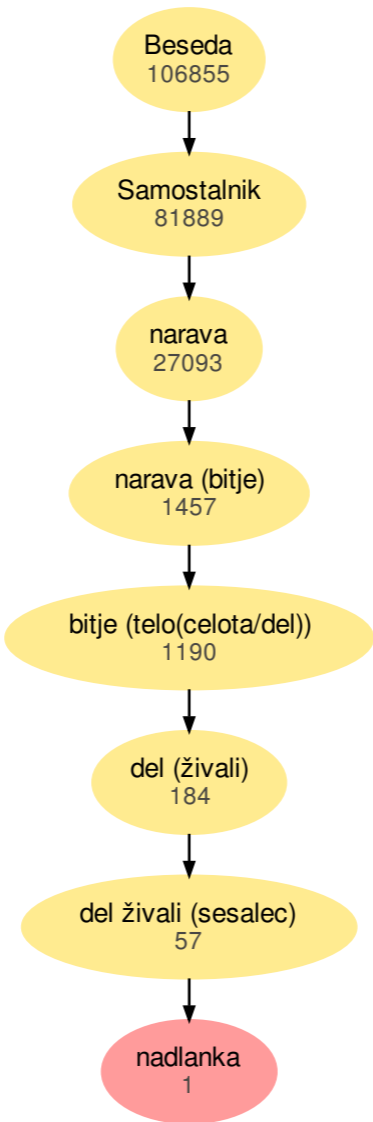 Beseda
106855
Samostalnik
81889
narava
27093
narava (bitje)
1457
bitje (telo(celota/del))
1190
del (živali)
184
del živali (sesalec)
57
nadlanka
1